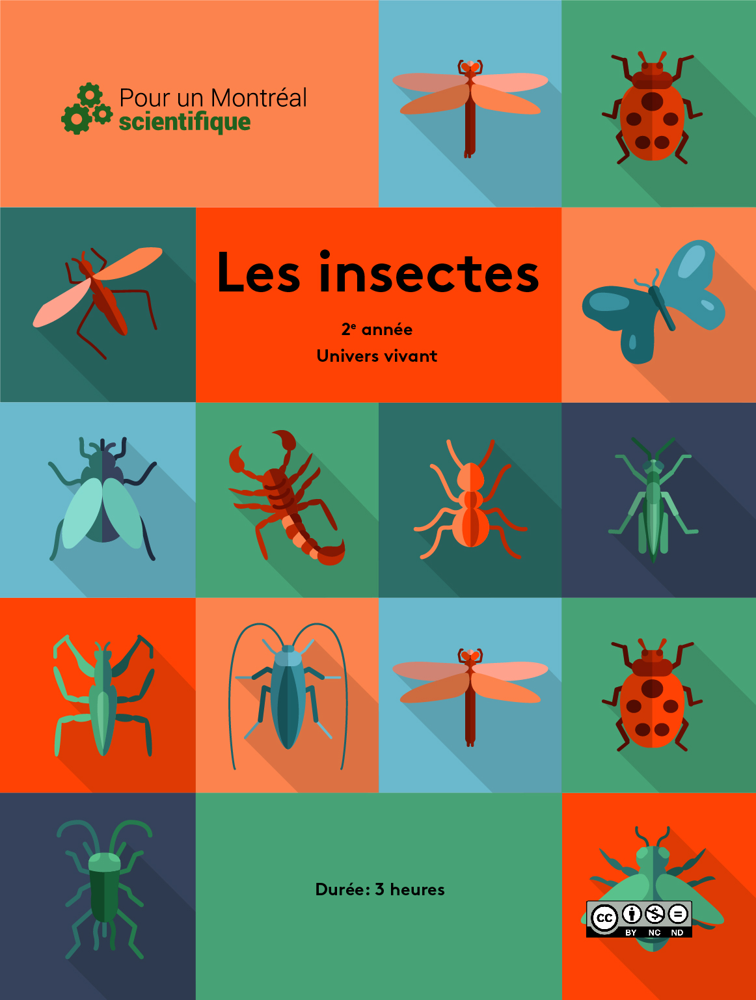 Pour un Montréal
scientifique
Les insectes
2e année
Univers vivant
Durée: 3 heures
cc
BY NC ND